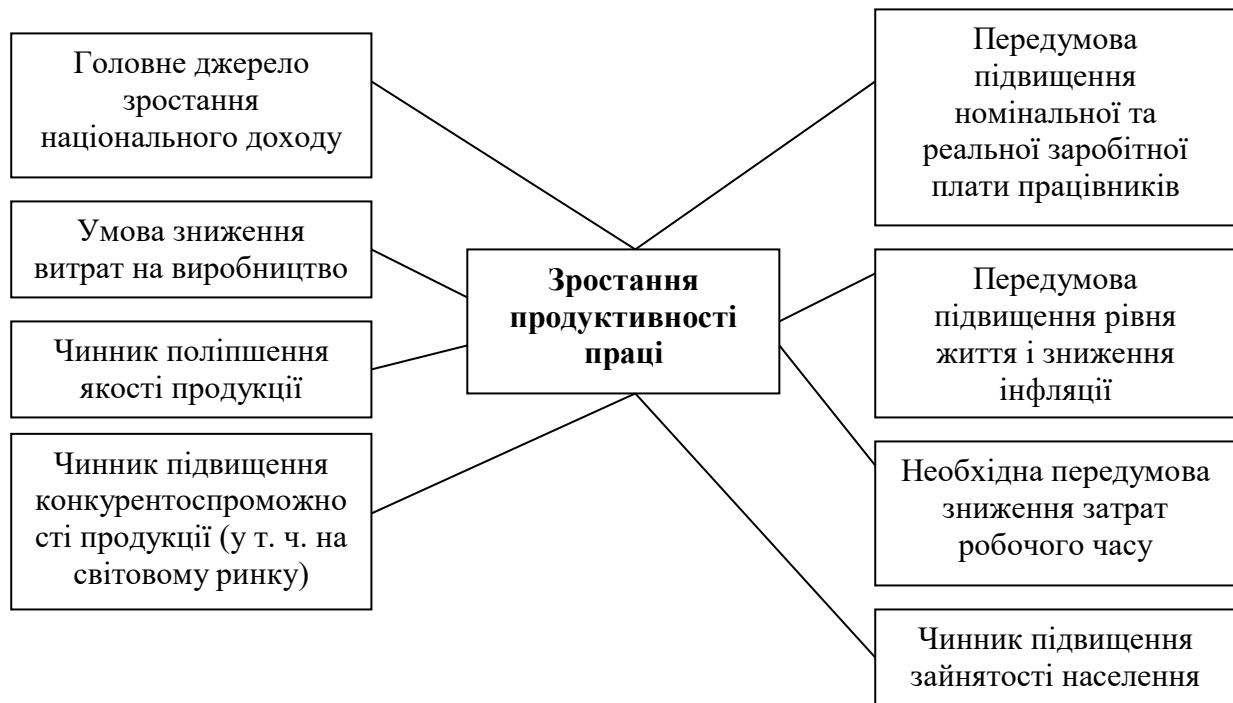 Головне джерело
зростання
національного доходу
Умова зниження
витрат на виробництво
Чинник поліпшення
якості продукції
Чинник підвищення
конкурентоспроможно
сті продукції (у т. ч. на
світовому ринку)
Зростання
продуктивності
праці
Передумова
підвищення
номінальної та
реальної заробітної
плати працівників
Передумова
підвищення рівня
життя і зниження
інфляції
Необхідна передумова
зниження затрат
робочого часу
Чинник підвищення
зайнятості населення